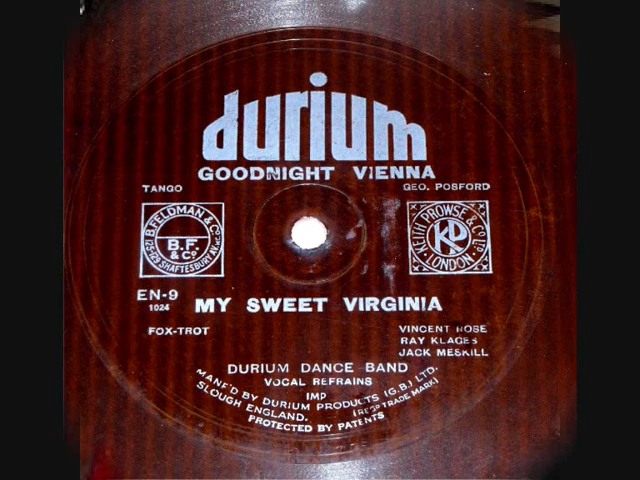 durium
GOODNIGHT VIENNA
TANGO
GEO. POSFORD
B. FELDMAN & Co
125-129 SHAFTESBURY AV. W.C.
B.F.
& Co.
KEITH PROWSE & Co LTD
LONDON
KP
EN-9
1024
MY SWEET VIRGINIA
FOX-TROT
VINCENT ROSE
RAY KLAGES
JACK MESKILL
DURIUM DANCE BAND
VOCAL REFRAINS
IMP
MANF'D BY DURIUM PRODUCTS (G.B.) LTD.
SLOUGH ENGLAND.
(REGD TRADE MARK)
PROTECTED BY PATENTS